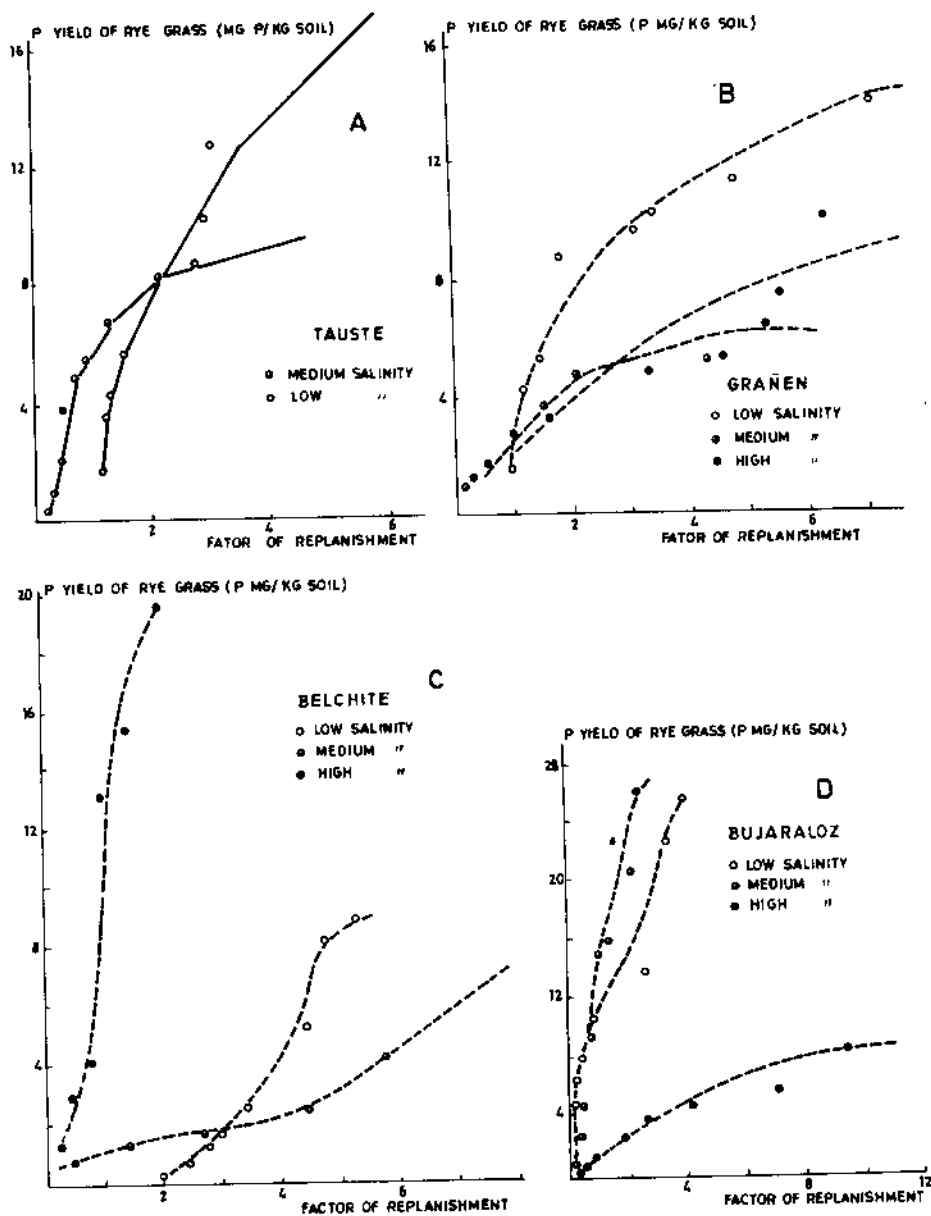 P YIELD OF RYE GRASS (MG P/KG SOIL)
16
12
8
4
A
TAUSTE
MEDIUM SALINITY
LOW "
2
4
6
FATOR OF REPLANISHMENT
P YIELD OF RYE GRASS (P MG/KG SOIL)
16
12
8
4
B
GRAÑEN
LOW SALINITY
MEDIUM "
HIGH "
2
4
6
FATOR OF REPLANISHMENT
P YIELD OF RYE GRASS (P MG/KG SOIL)
20
16
12
8
4
C
BELCHITE
LOW SALINITY
MEDIUM "
HIGH "
2
4
6
FACTOR OF REPLANISHMENT
P YIELD OF RYE GRASS (P MG/KG SOIL)
28
20
12
4
D
BUJARALOZ
LOW SALINITY
MEDIUM "
HIGH "
4
8
12
FACTOR OF REPLANISHMENT